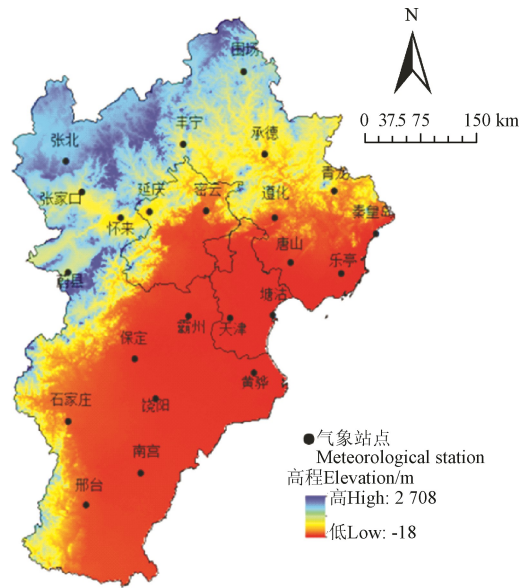 N
0 37.5 75 150 km
围场
丰宁
承德
张北
青龙
张家口
延庆
密云
遵化
怀来
秦皇岛
唐山
乐亭
蔚县
塘沽
霸州
天津
保定
黄骅
石家庄
饶阳
南宫
邢台
气象站点
Meteorological station
高程Elevation/m
高High: 2 708
低Low: -18